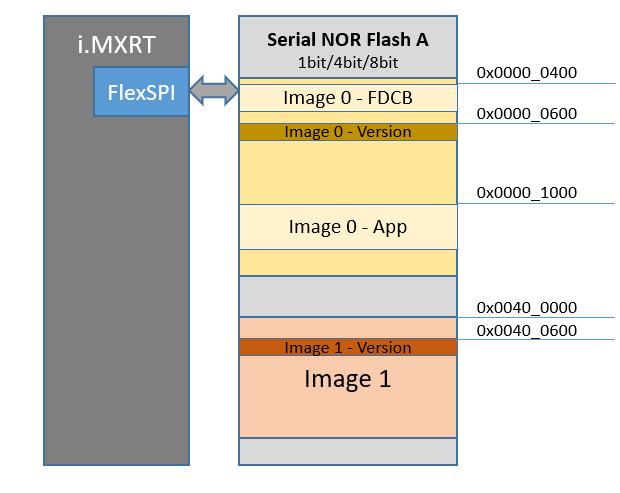 i.MXRT
FlexSPI
Serial NOR Flash A
1bit/4bit/8bit
0x0000_0400
Image 0 - FDCB
0x0000_0600
Image 0 - Version
0x0000_1000
Image 0 - App
0x0040_0000
0x0040_0600
Image 1 - Version
Image 1